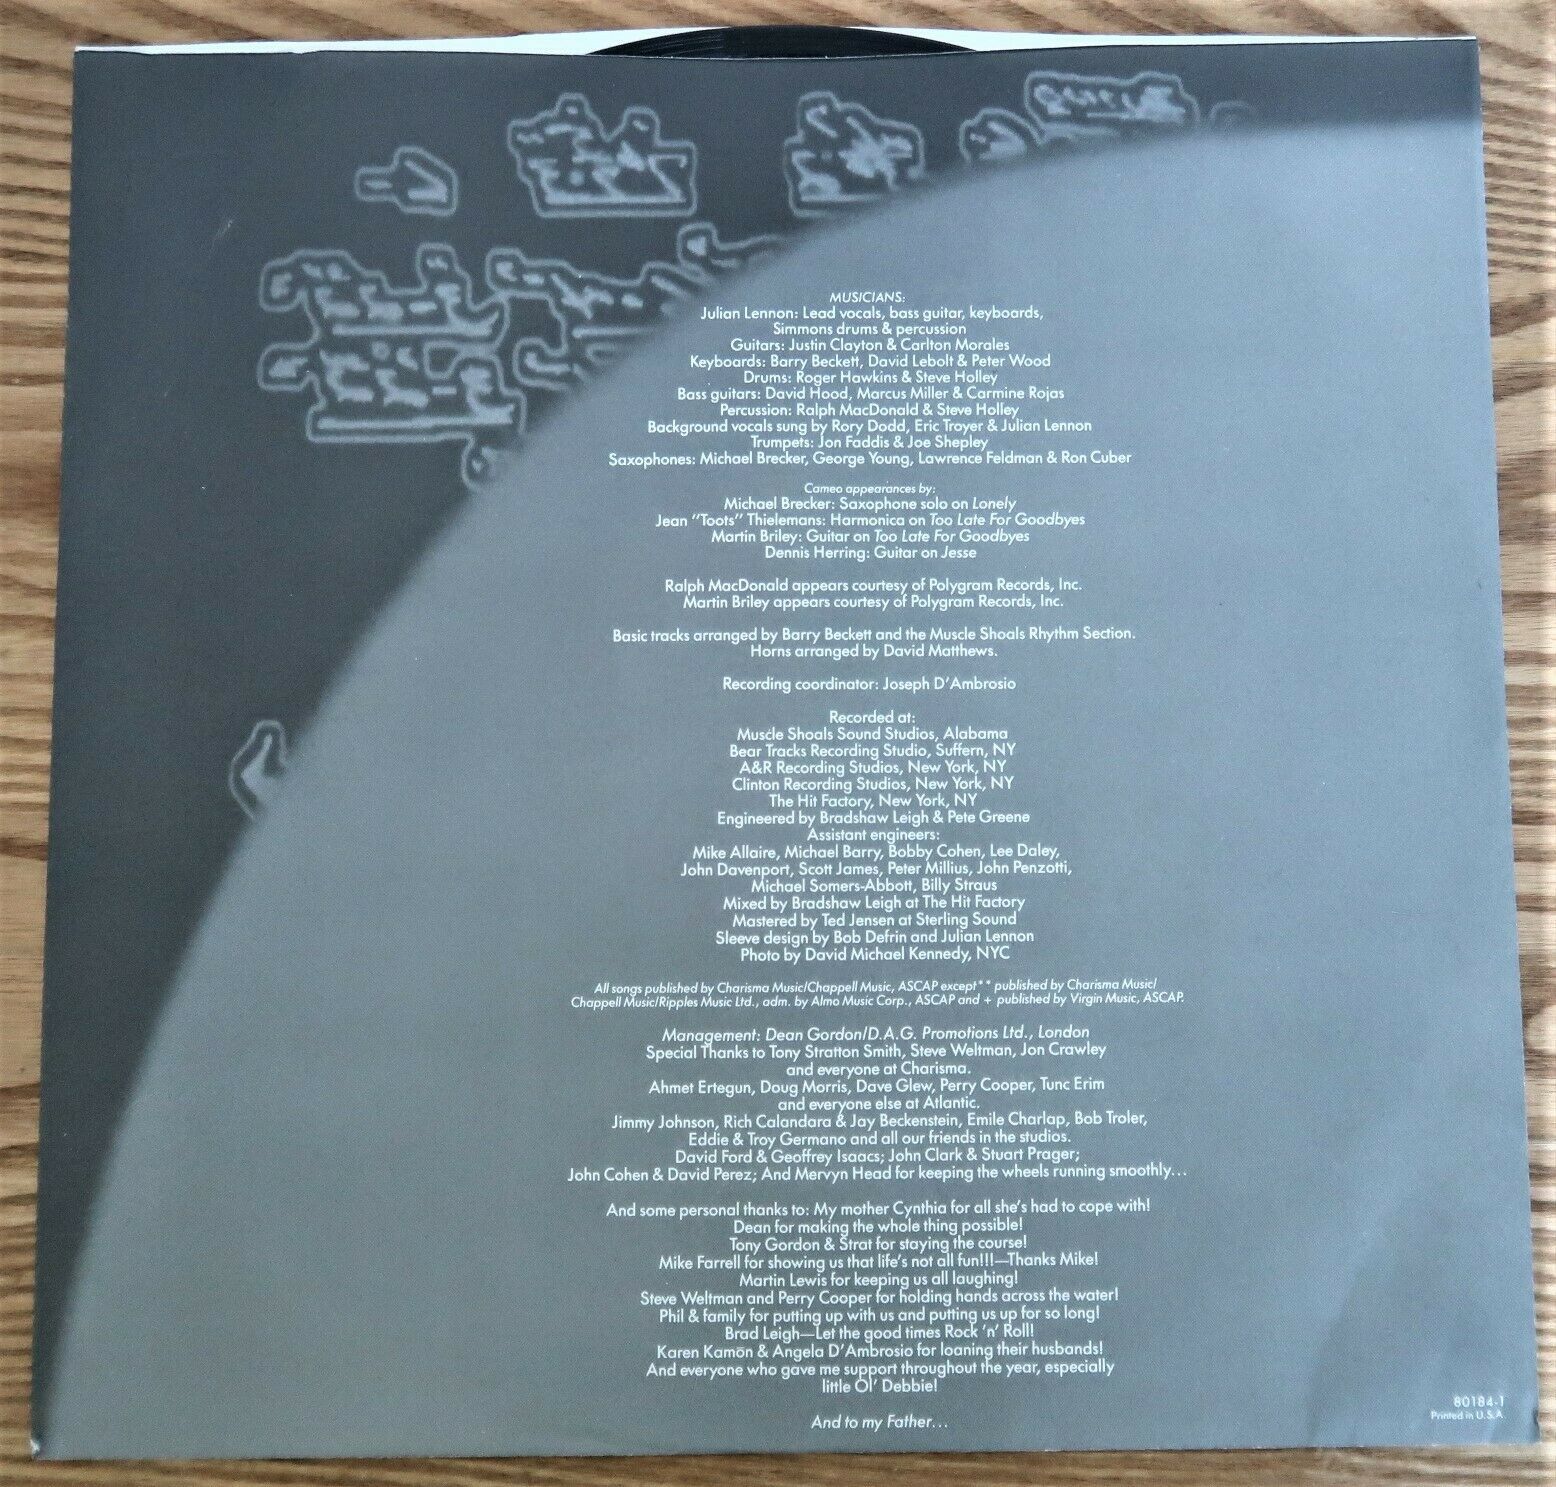 MUSICIANS:
Julian Lennon: Lead vocals, bass guitar, keyboards,
Simmons drums & percussion
Guitars: Justin Clayton & Carlton Morales
Keyboards: Barry Beckett, David Lebolt & Peter Wood
Drums: Roger Hawkins & Steve Holley
Bass guitars: David Hood, Marcus Miller & Carmine Rojas
Percussion: Ralph MacDonald & Steve Holley
Background vocals sung by Rory Dodd, Eric Troyer & Julian Lennon
Trumpets: Jon Faddis & Joe Shepley
Saxophones: Michael Brecker, George Young, Lawrence Feldman & Ron Cuber
Cameo appearances by:
Michael Brecker: Saxophone solo on Lonely
Jean "Toots" Thielemans: Harmonica on Too Late For Goodbyes
Martin Briley: Guitar on Too Late For Goodbyes
Dennis Herring: Guitar on Jesse
Ralph MacDonald appears courtesy of Polygram Records, Inc.
Martin Briley appears courtesy of Polygram Records, Inc.
Basic tracks arranged by Barry Beckett and the Muscle Shoals Rhythm Section.
Horns arranged by David Matthews.
Recording coordinator: Joseph D'Ambrosio
Recorded at:
Muscle Shoals Sound Studios, Alabama
Bear Tracks Recording Studio, Suffern, NY
A&R Recording Studios, New York, NY
Clinton Recording Studios, New York, NY
The Hit Factory, New York, NY
Engineered by Bradshaw Leigh & Pete Greene
Assistant engineers:
Mike Allaire, Michael Barry, Bobby Cohen, Lee Daley,
John Davenport, Scott James, Peter Millius, John Penzotti,
Michael Somers-Abbott, Billy Straus
Mixed by Bradshaw Leigh at The Hit Factory
Mastered by Ted Jensen at Sterling Sound
Sleeve design by Bob Defrin and Julian Lennon
Photo by David Michael Kennedy, NYC
All songs published by Charisma Music/Chappell Music, ASCAP except** published by Charisma Music/
Chappell Music/Ripples Music Ltd., adm. by Almo Music Corp., ASCAP and + published by Virgin Music, ASCAP.
Management: Dean Gordon/D.A.G. Promotions Ltd., London
Special Thanks to Tony Stratton Smith, Steve Weltman, Jon Crawley
and everyone at Charisma.
Ahmet Ertegun, Doug Morris, Dave Glew, Perry Cooper, Tunc Erim
and everyone else at Atlantic.
Jimmy Johnson, Rich Calandara & Jay Beckenstein, Emile Charlap, Bob Troler,
Eddie & Troy Germano and all our friends in the studios.
David Ford & Geoffrey Isaacs; John Clark & Stuart Prager;
John Cohen & David Perez; And Mervyn Head for keeping the wheels running smoothly...
And some personal thanks to: My mother Cynthia for all she's had to cope with!
Dean for making the whole thing possible!
Tony Gordon & Strat for staying the course!
Mike Farrell for showing us that life's not all fun!!!—Thanks Mike!
Martin Lewis for keeping us all laughing!
Steve Weltman and Perry Cooper for holding hands across the water!
Phil & family for putting up with us and putting us up for so long!
Brad Leigh—Let the good times Rock 'n' Roll!
Karen Kamon & Angela D'Ambrosio for loaning their husbands!
And everyone who gave me support throughout the year, especially
little Ol' Debbie!
And to my Father...
80184-1
Printed in U.S.A.